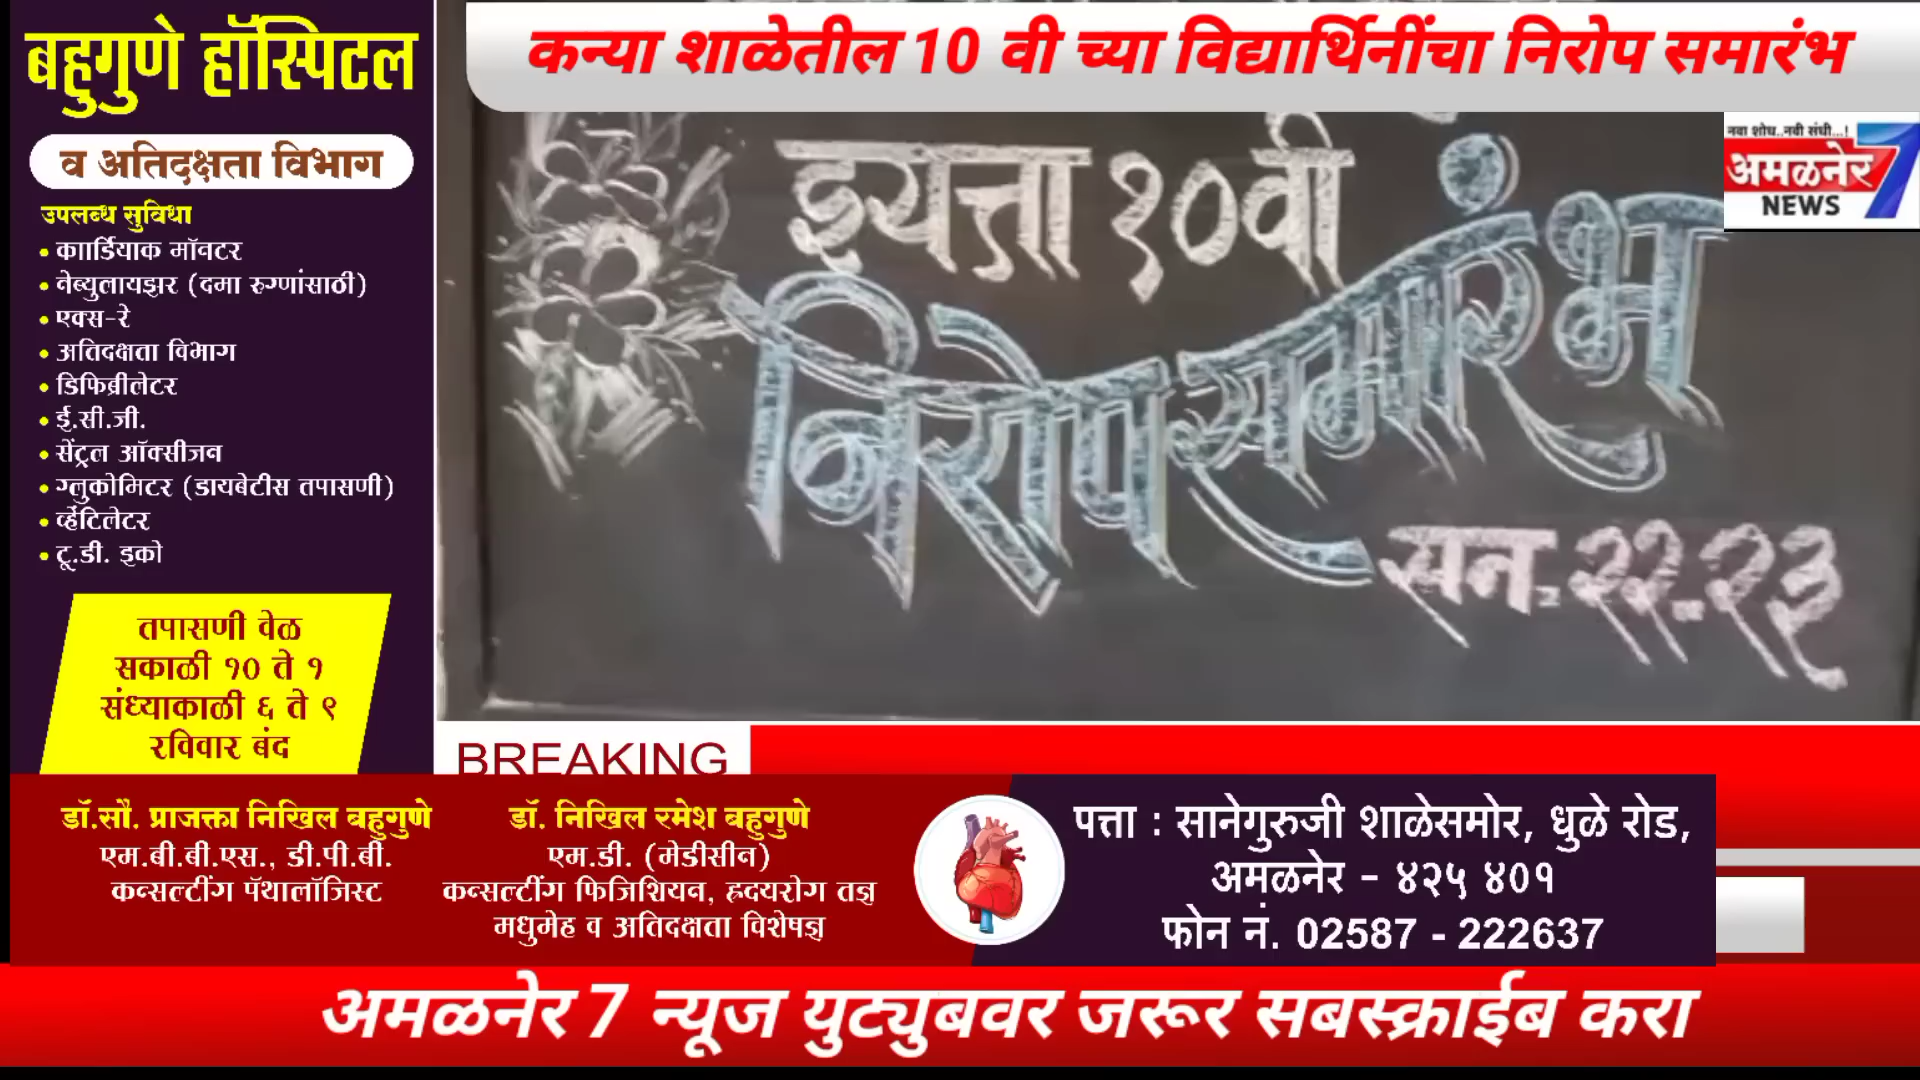 बहुगुणे हॉस्पिटल
व अतिदक्षता विभाग
उपलब्ध सुविधा
• काार्डियाक मॉनटर
• नेब्युलायझर (दमा रुग्णांसाठी)
• एक्स-रे
• अतिदक्षता विभाग
• डिफिब्रीलेटर
• ई.सी.जी.
• सेंट्रल ऑक्सीजन
• ग्लुकोमिटर (डायबेटीस तपासणी)
• व्हेंटिलेटर
• टू.डी. इको
तपासणी वेळ
सकाळी १० ते १
संध्याकाळी ६ ते ९
रविवार बंद
कन्या शाळेतील 10 वी च्या विद्यार्थिनींचा निरोप समारंभ
नवा शोध..नवी संधी...!
अमळनेर 7
NEWS
इयत्ता १०वी
निरोप समारंभ
सन. २२-२३
BREAKING
डॉ.सौ. प्राजक्ता निखिल बहुगुणे
एम.बी.बी.एस., डी.पी.बी.
कन्सल्टींग पॅथालॉजिस्ट
डॉ. निखिल रमेश बहुगुणे
एम.डी. (मेडीसीन)
कन्सल्टींग फिजिशियन, हृदयरोग तज्ञ
मधुमेह व अतिदक्षता विशेषज्ञ
पत्ता : सानेगुरुजी शाळेसमोर, धुळे रोड,
अमळनेर - ४२५ ४०१
फोन नं. 02587 - 222637
अमळनेर 7 न्यूज युट्युबवर जरूर सबस्क्राईब करा